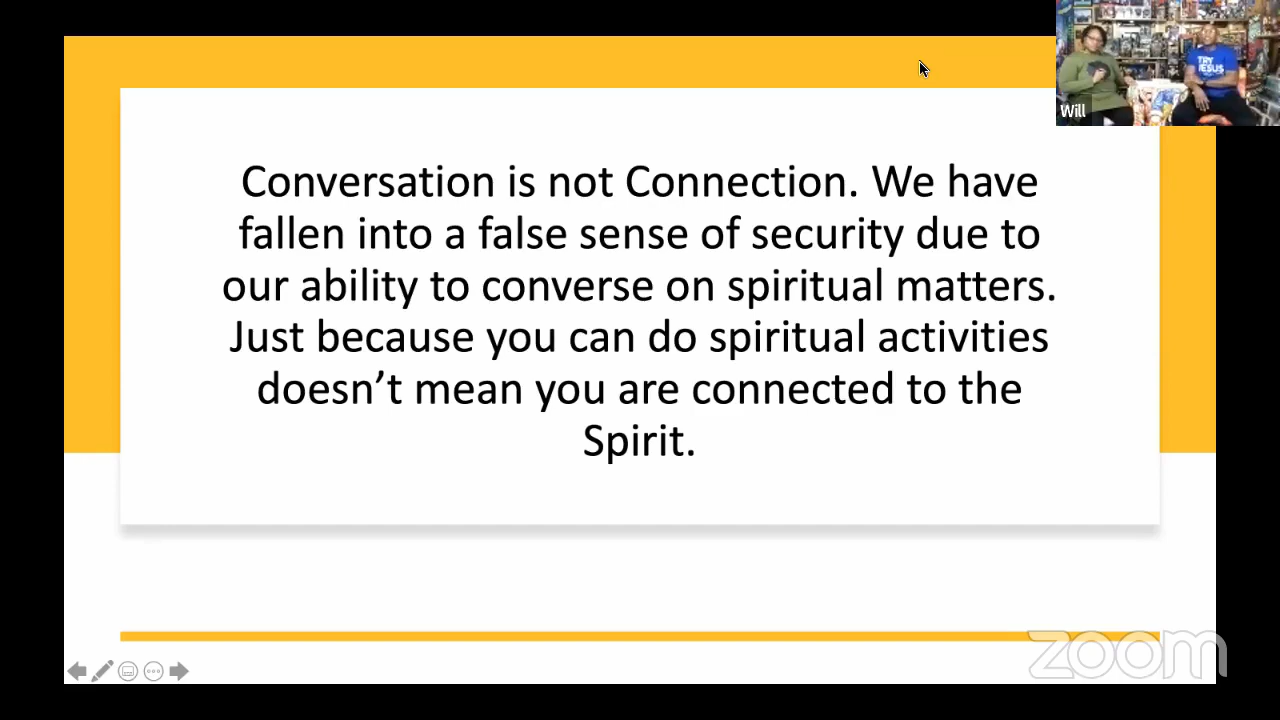 TRY
JESUS
Will
Conversation is not Connection. We have
fallen into a false sense of security due to
our ability to converse on spiritual matters.
Just because you can do spiritual activities
doesn’t mean you are connected to the
Spirit.
zoom